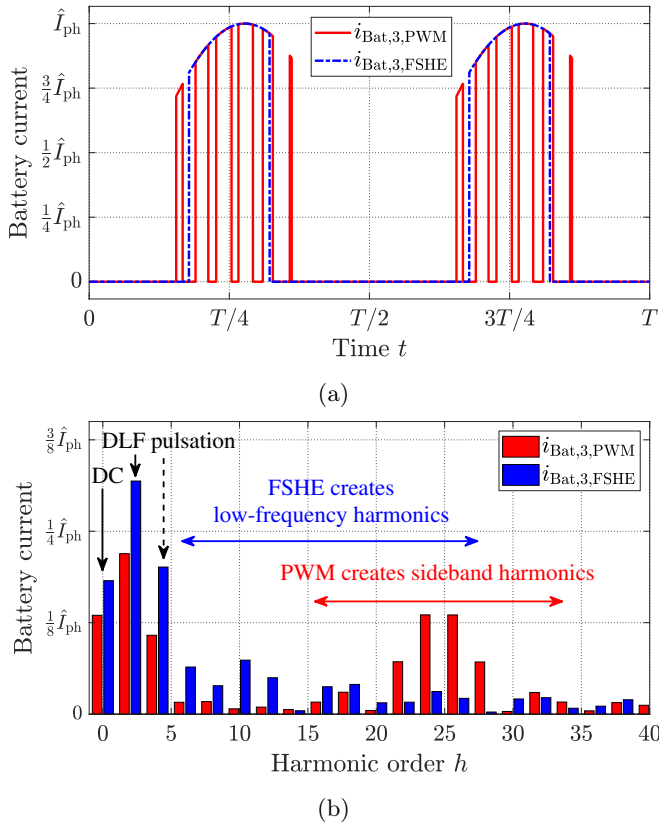 Battery current
Î_ph
3/4 Î_ph
1/2 Î_ph
1/4 Î_ph
0
i_Bat,3,PWM
i_Bat,3,FSHE
0 T/4 T/2 3T/4 T
Time t
(a)
Battery current
3/8 Î_ph
1/4 Î_ph
1/8 Î_ph
0
DLF pulsation
DC
i_Bat,3,PWM
i_Bat,3,FSHE
FSHE creates
low-frequency harmonics
PWM creates sideband harmonics
0 5 10 15 20 25 30 35 40
Harmonic order h
(b)